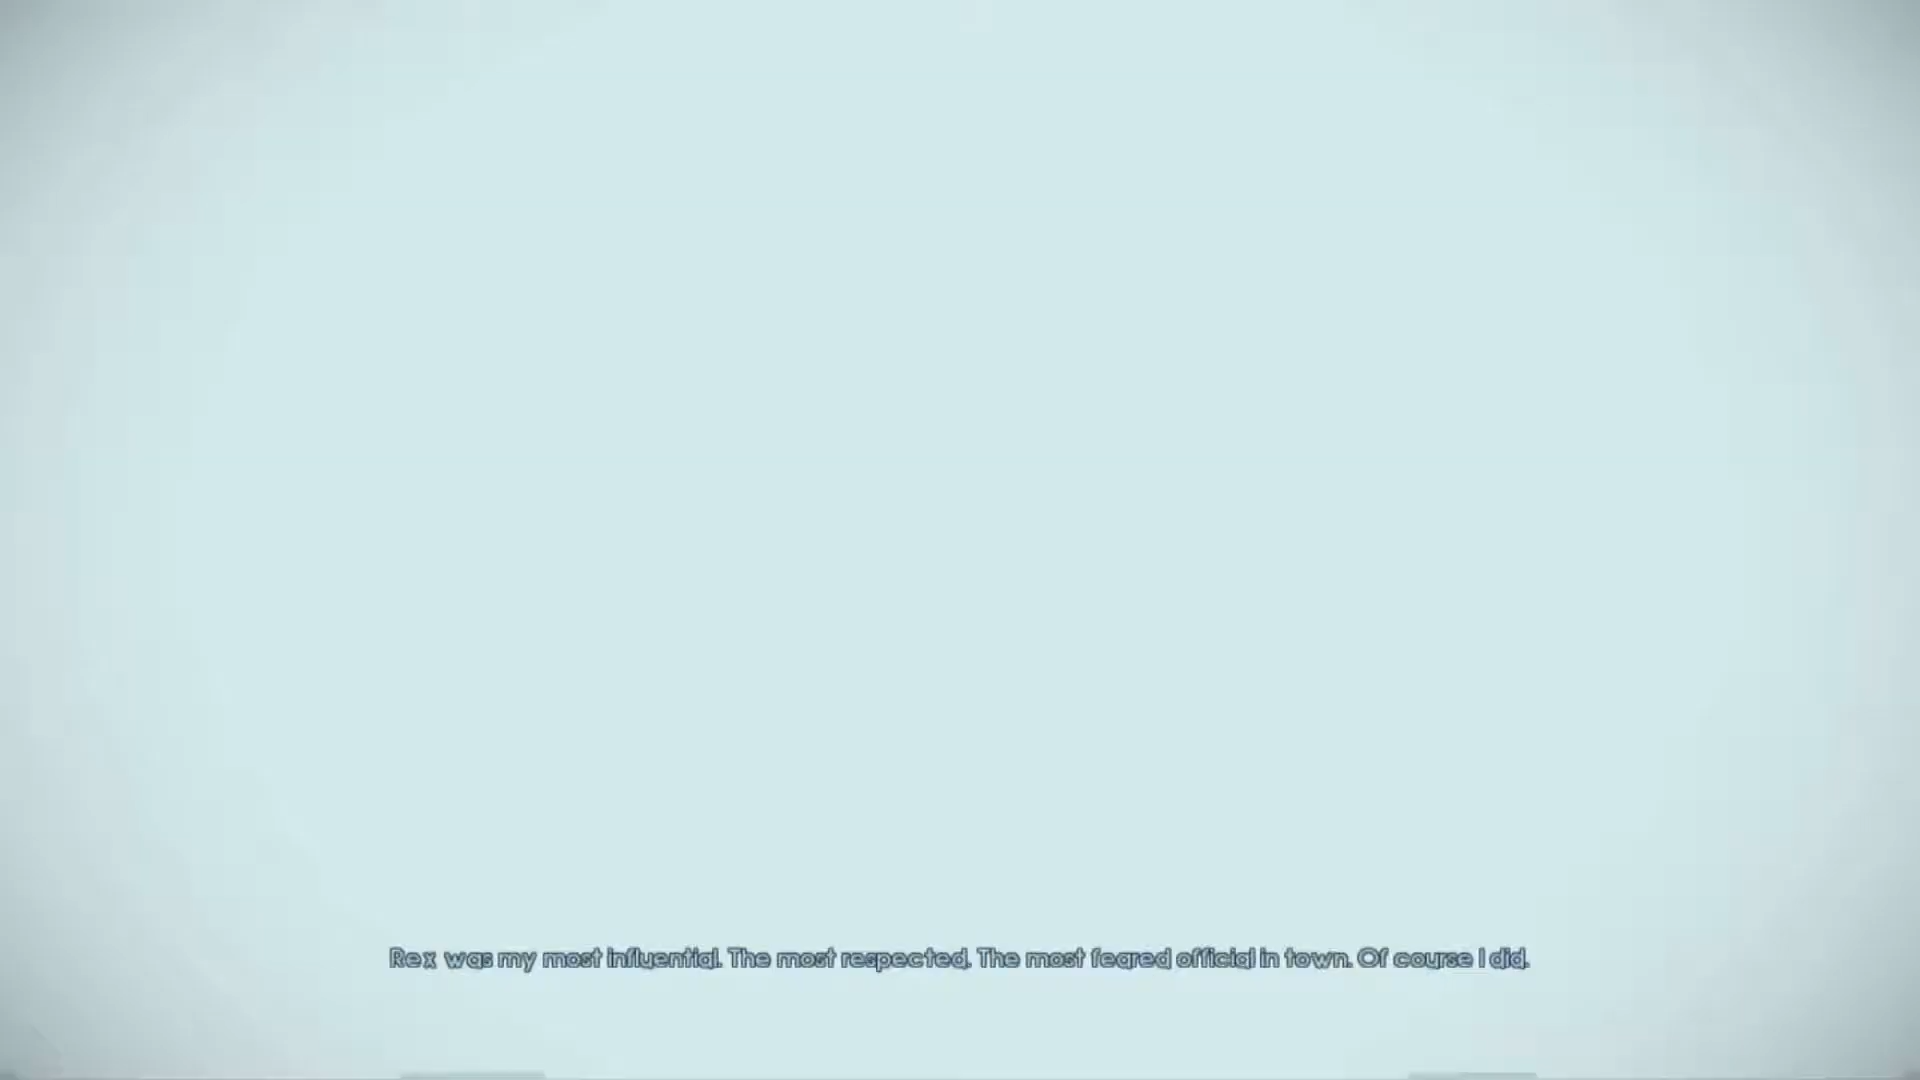 Rex was my most influential. The most respected. The most feared official in town. Of course I did.